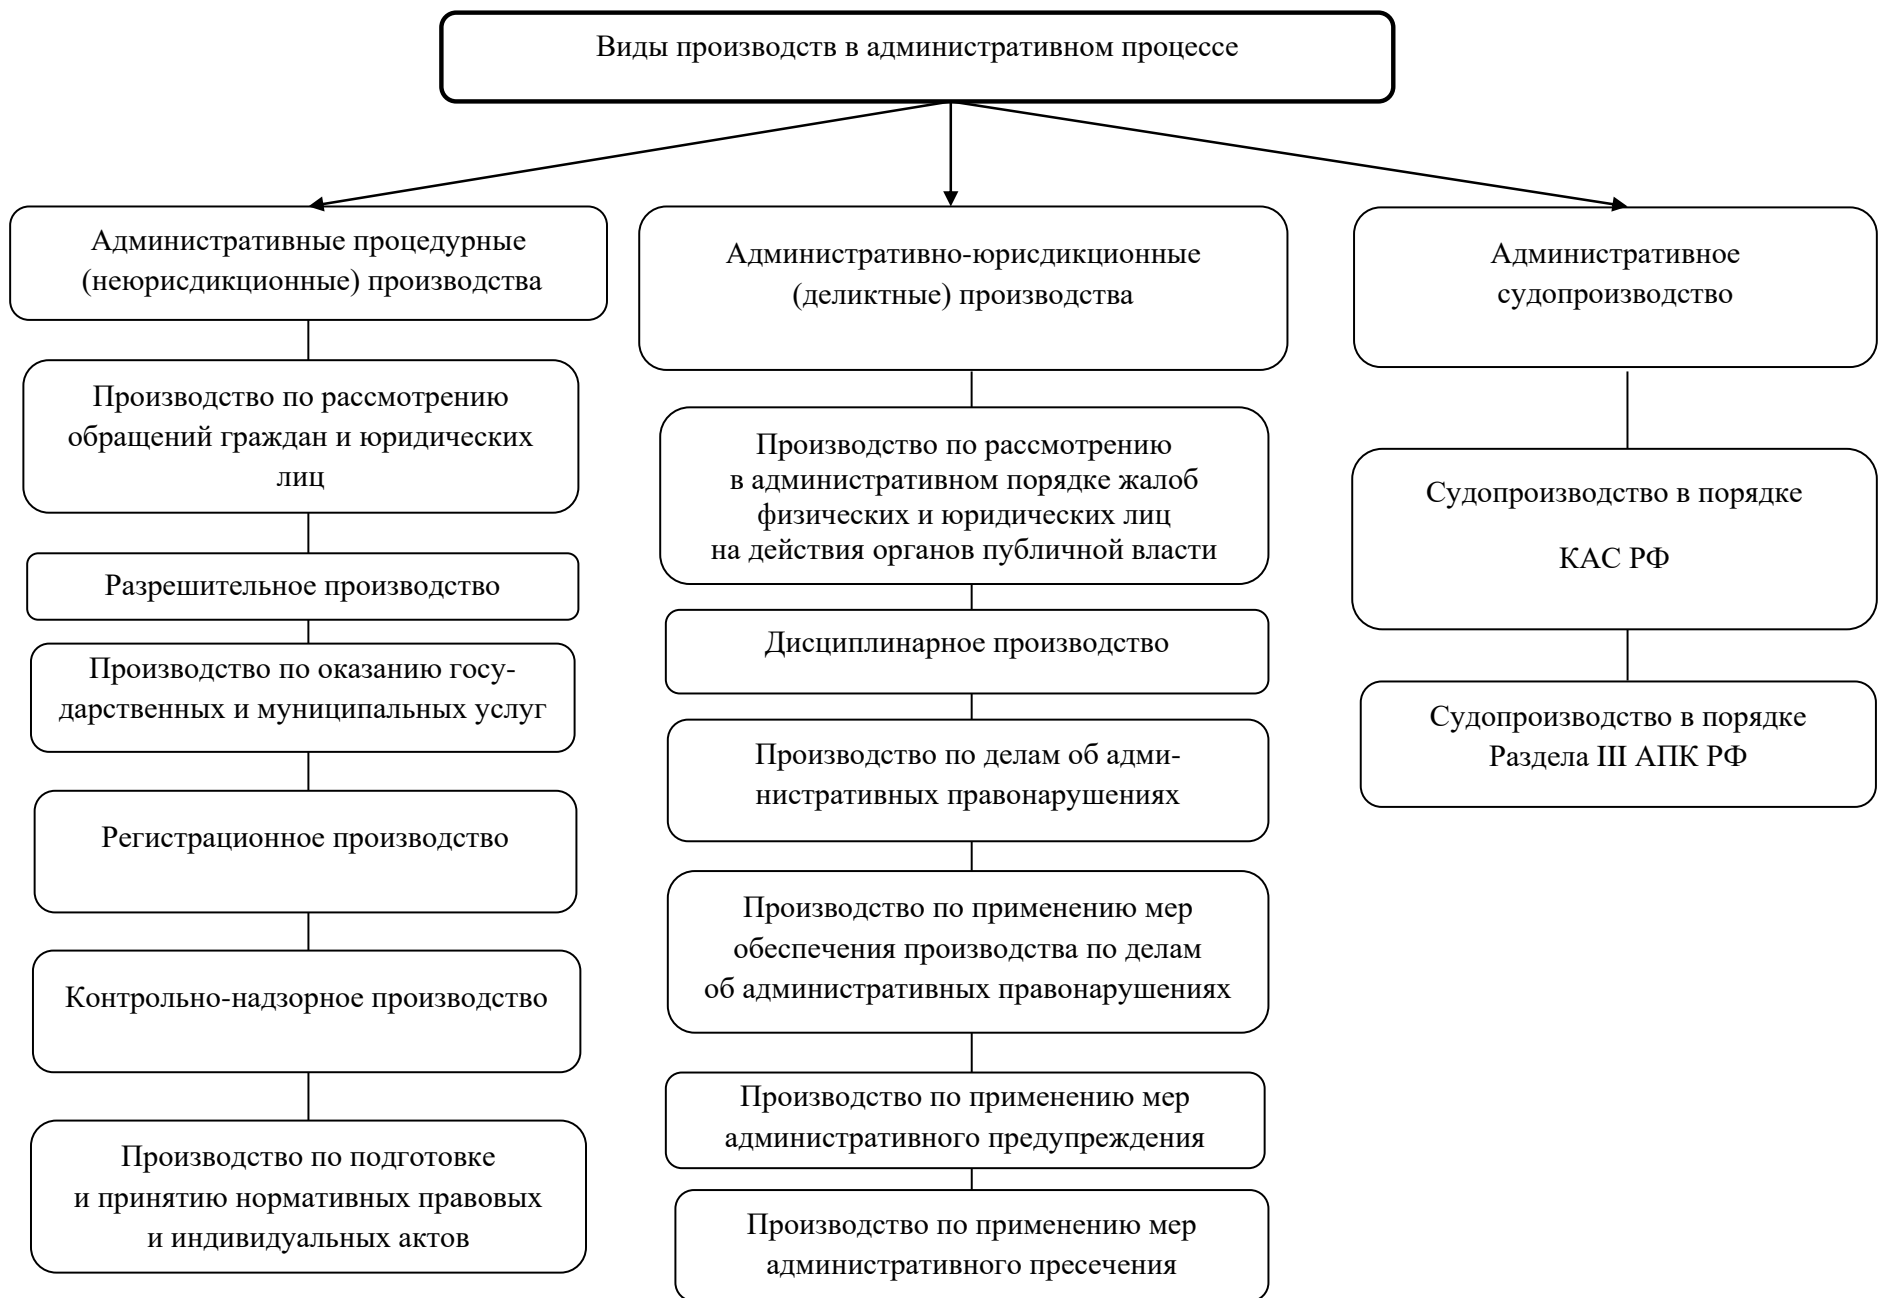 Виды производств в административном процессе
Административные процедурные
(неюрисдикционные) производства
Производство по рассмотрению
обращений граждан и юридических
лиц
Разрешительное производство
Производство по оказанию госу-
дарственных и муниципальных услуг
Регистрационное производство
Контрольно-надзорное производство
Производство по подготовке
и принятию нормативных правовых
и индивидуальных актов
Административно-юрисдикционные
(деликтные) производства
Производство по рассмотрению
в административном порядке жалоб
физических и юридических лиц
на действия органов публичной власти
Дисциплинарное производство
Производство по делам об адми-
нистративных правонарушениях
Производство по применению мер
обеспечения производства по делам
об административных правонарушениях
Производство по применению мер
административного предупреждения
Производство по применению мер
административного пресечения
Административное
судопроизводство
Судопроизводство в порядке
КАС РФ
Судопроизводство в порядке
Раздела III АПК РФ